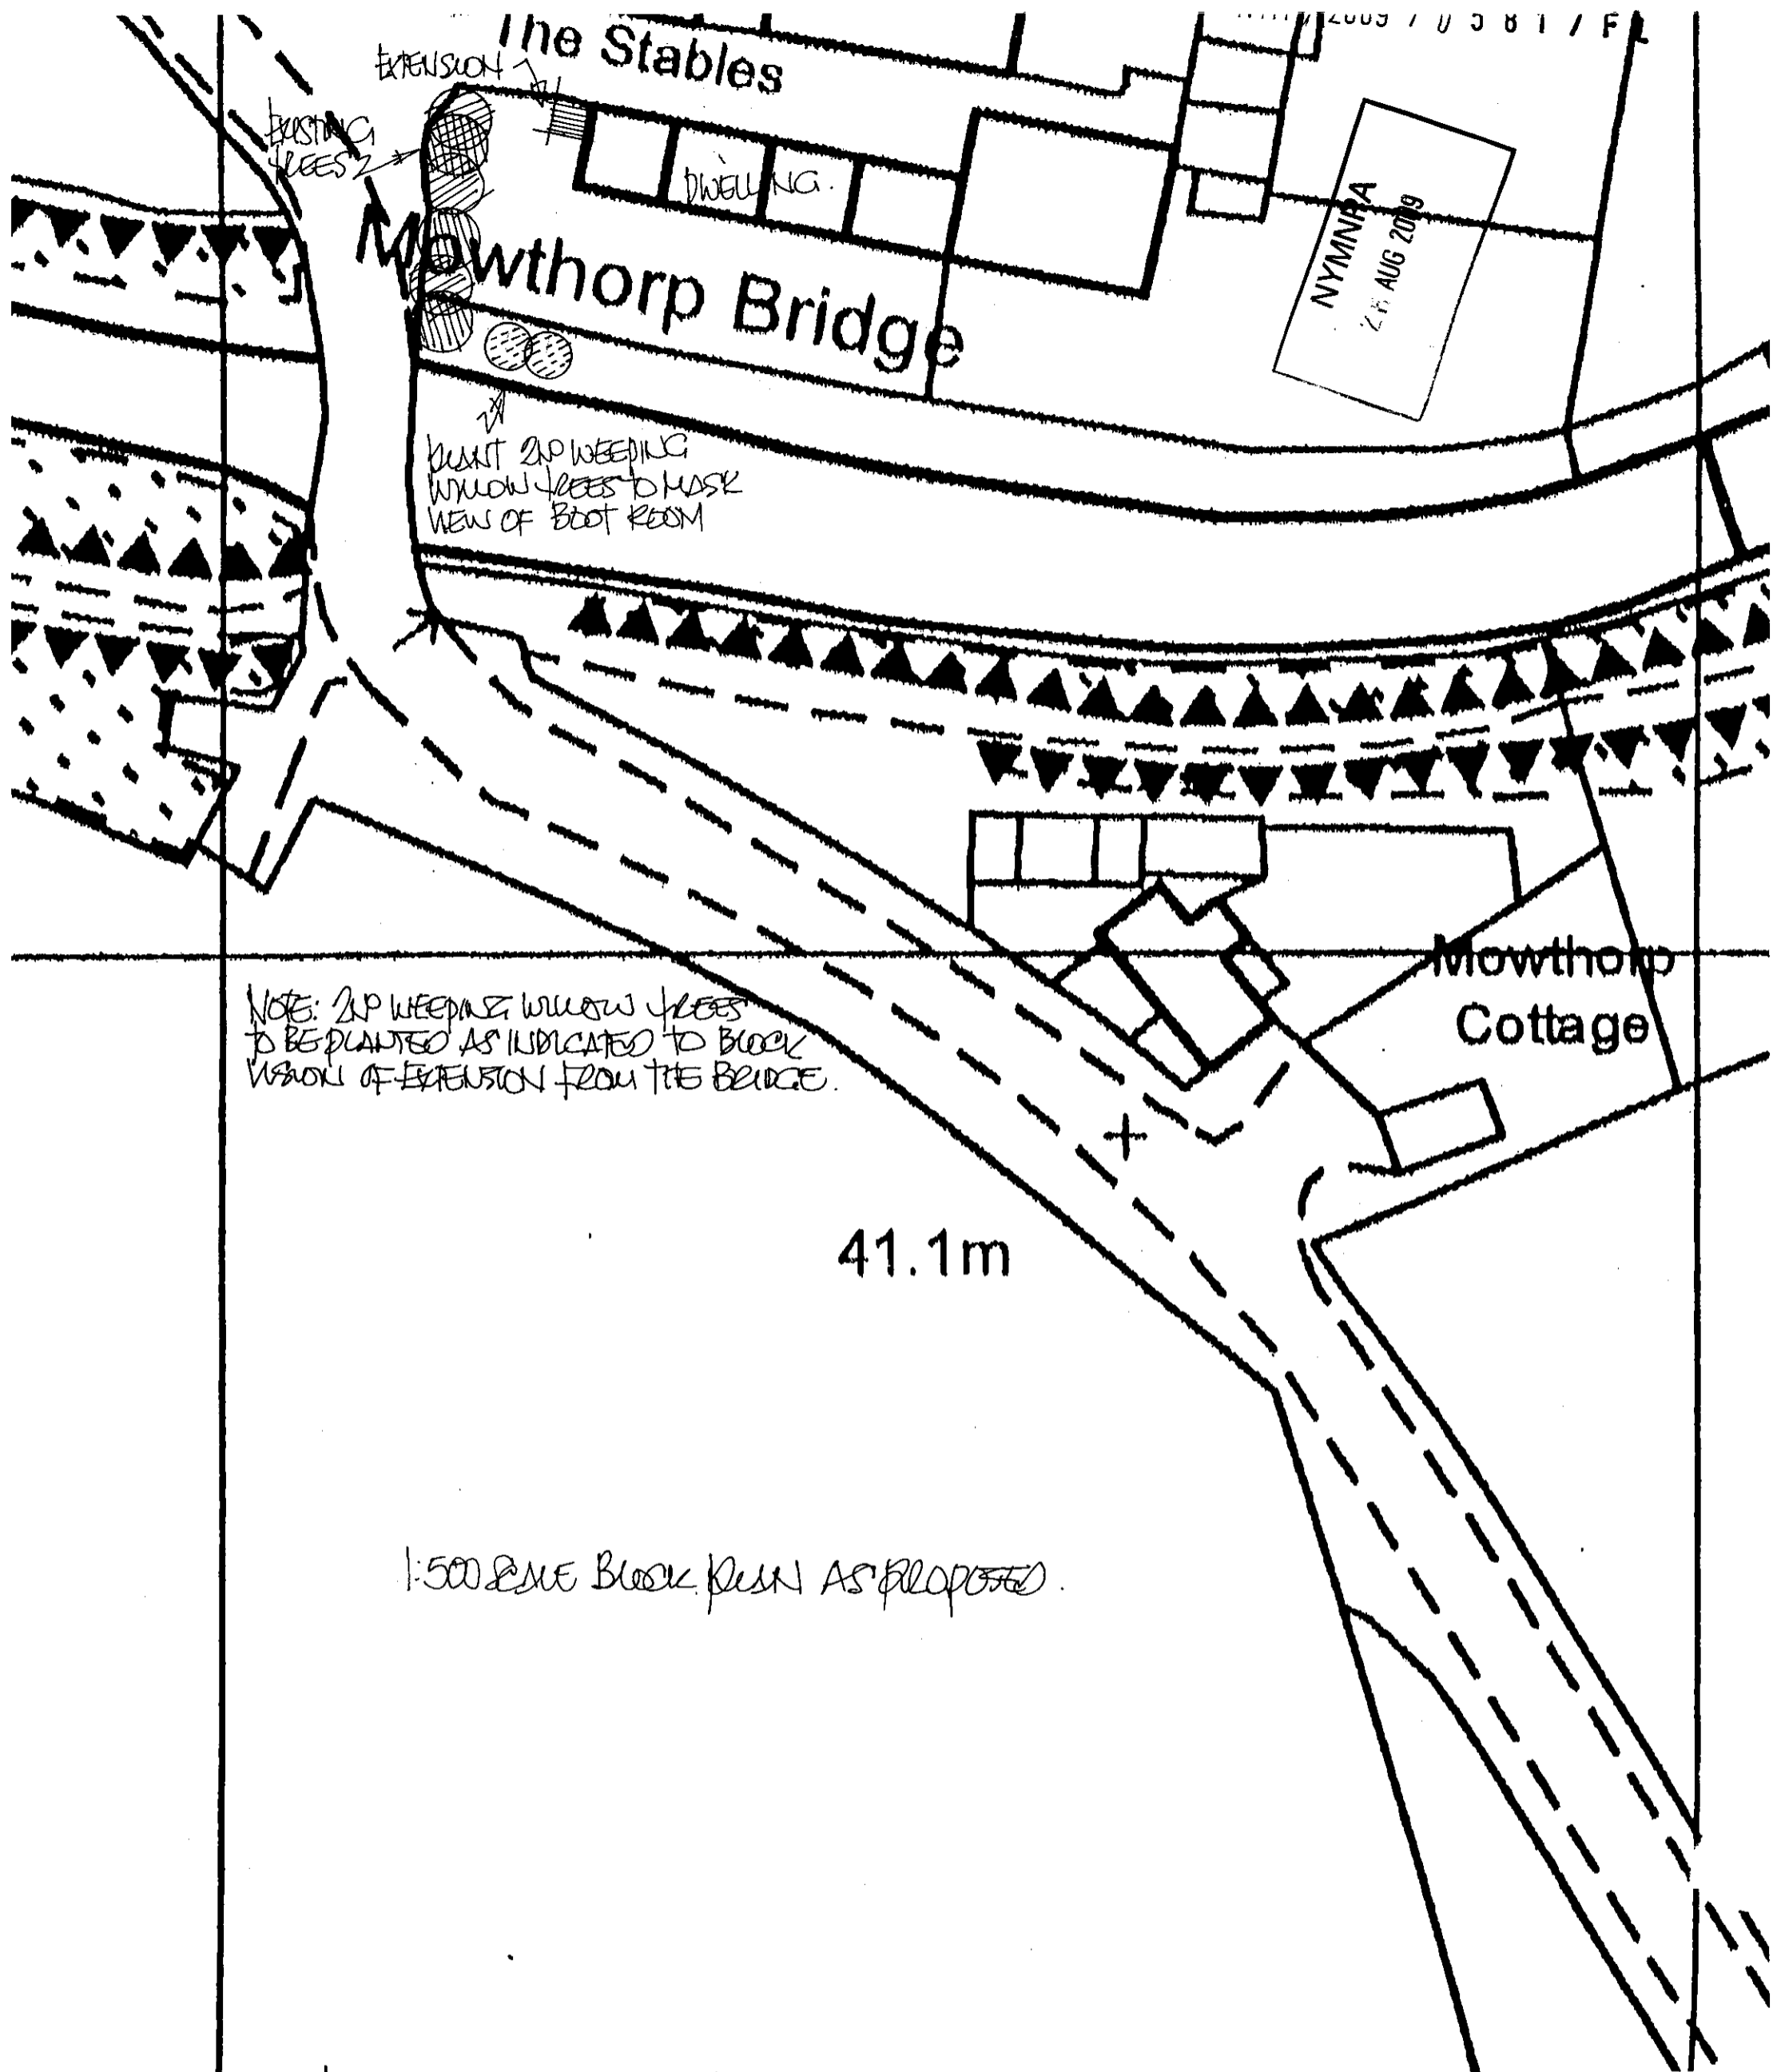 2009 / 0 5 8 1 7 F L
The Stables
EXTENSION
EXISTING
TREES
DWELLING.
NYMNRA
AUG 2009
Mowthorp Bridge
PLANT 2NO WEEPING
WILLOW TREES TO MASK
VIEW OF BOOT ROOM
Mowthorp
Cottage
NOTE: 2NO WEEPING WILLOW TREES
TO BE PLANTED AS INDICATED TO BLOCK
VISION OF EXTENSION FROM THE BRIDGE.
41.1m
1:500 SCALE BLOCK PLAN AS PROPOSED.